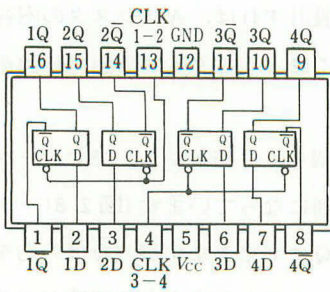 CLK
1Q 2Q 2Q̅ 1-2 GND 3Q 3Q 4Q
16 15 14 13 12 11 10 9
Q̅ Q Q Q̅ Q̅ Q Q Q̅
CLK D D CLK CLK D D CLK
1 2 3 4 5 6 7 8
1Q̅ 1D 2D CLK Vcc 3D 4D 4Q̅
3-4